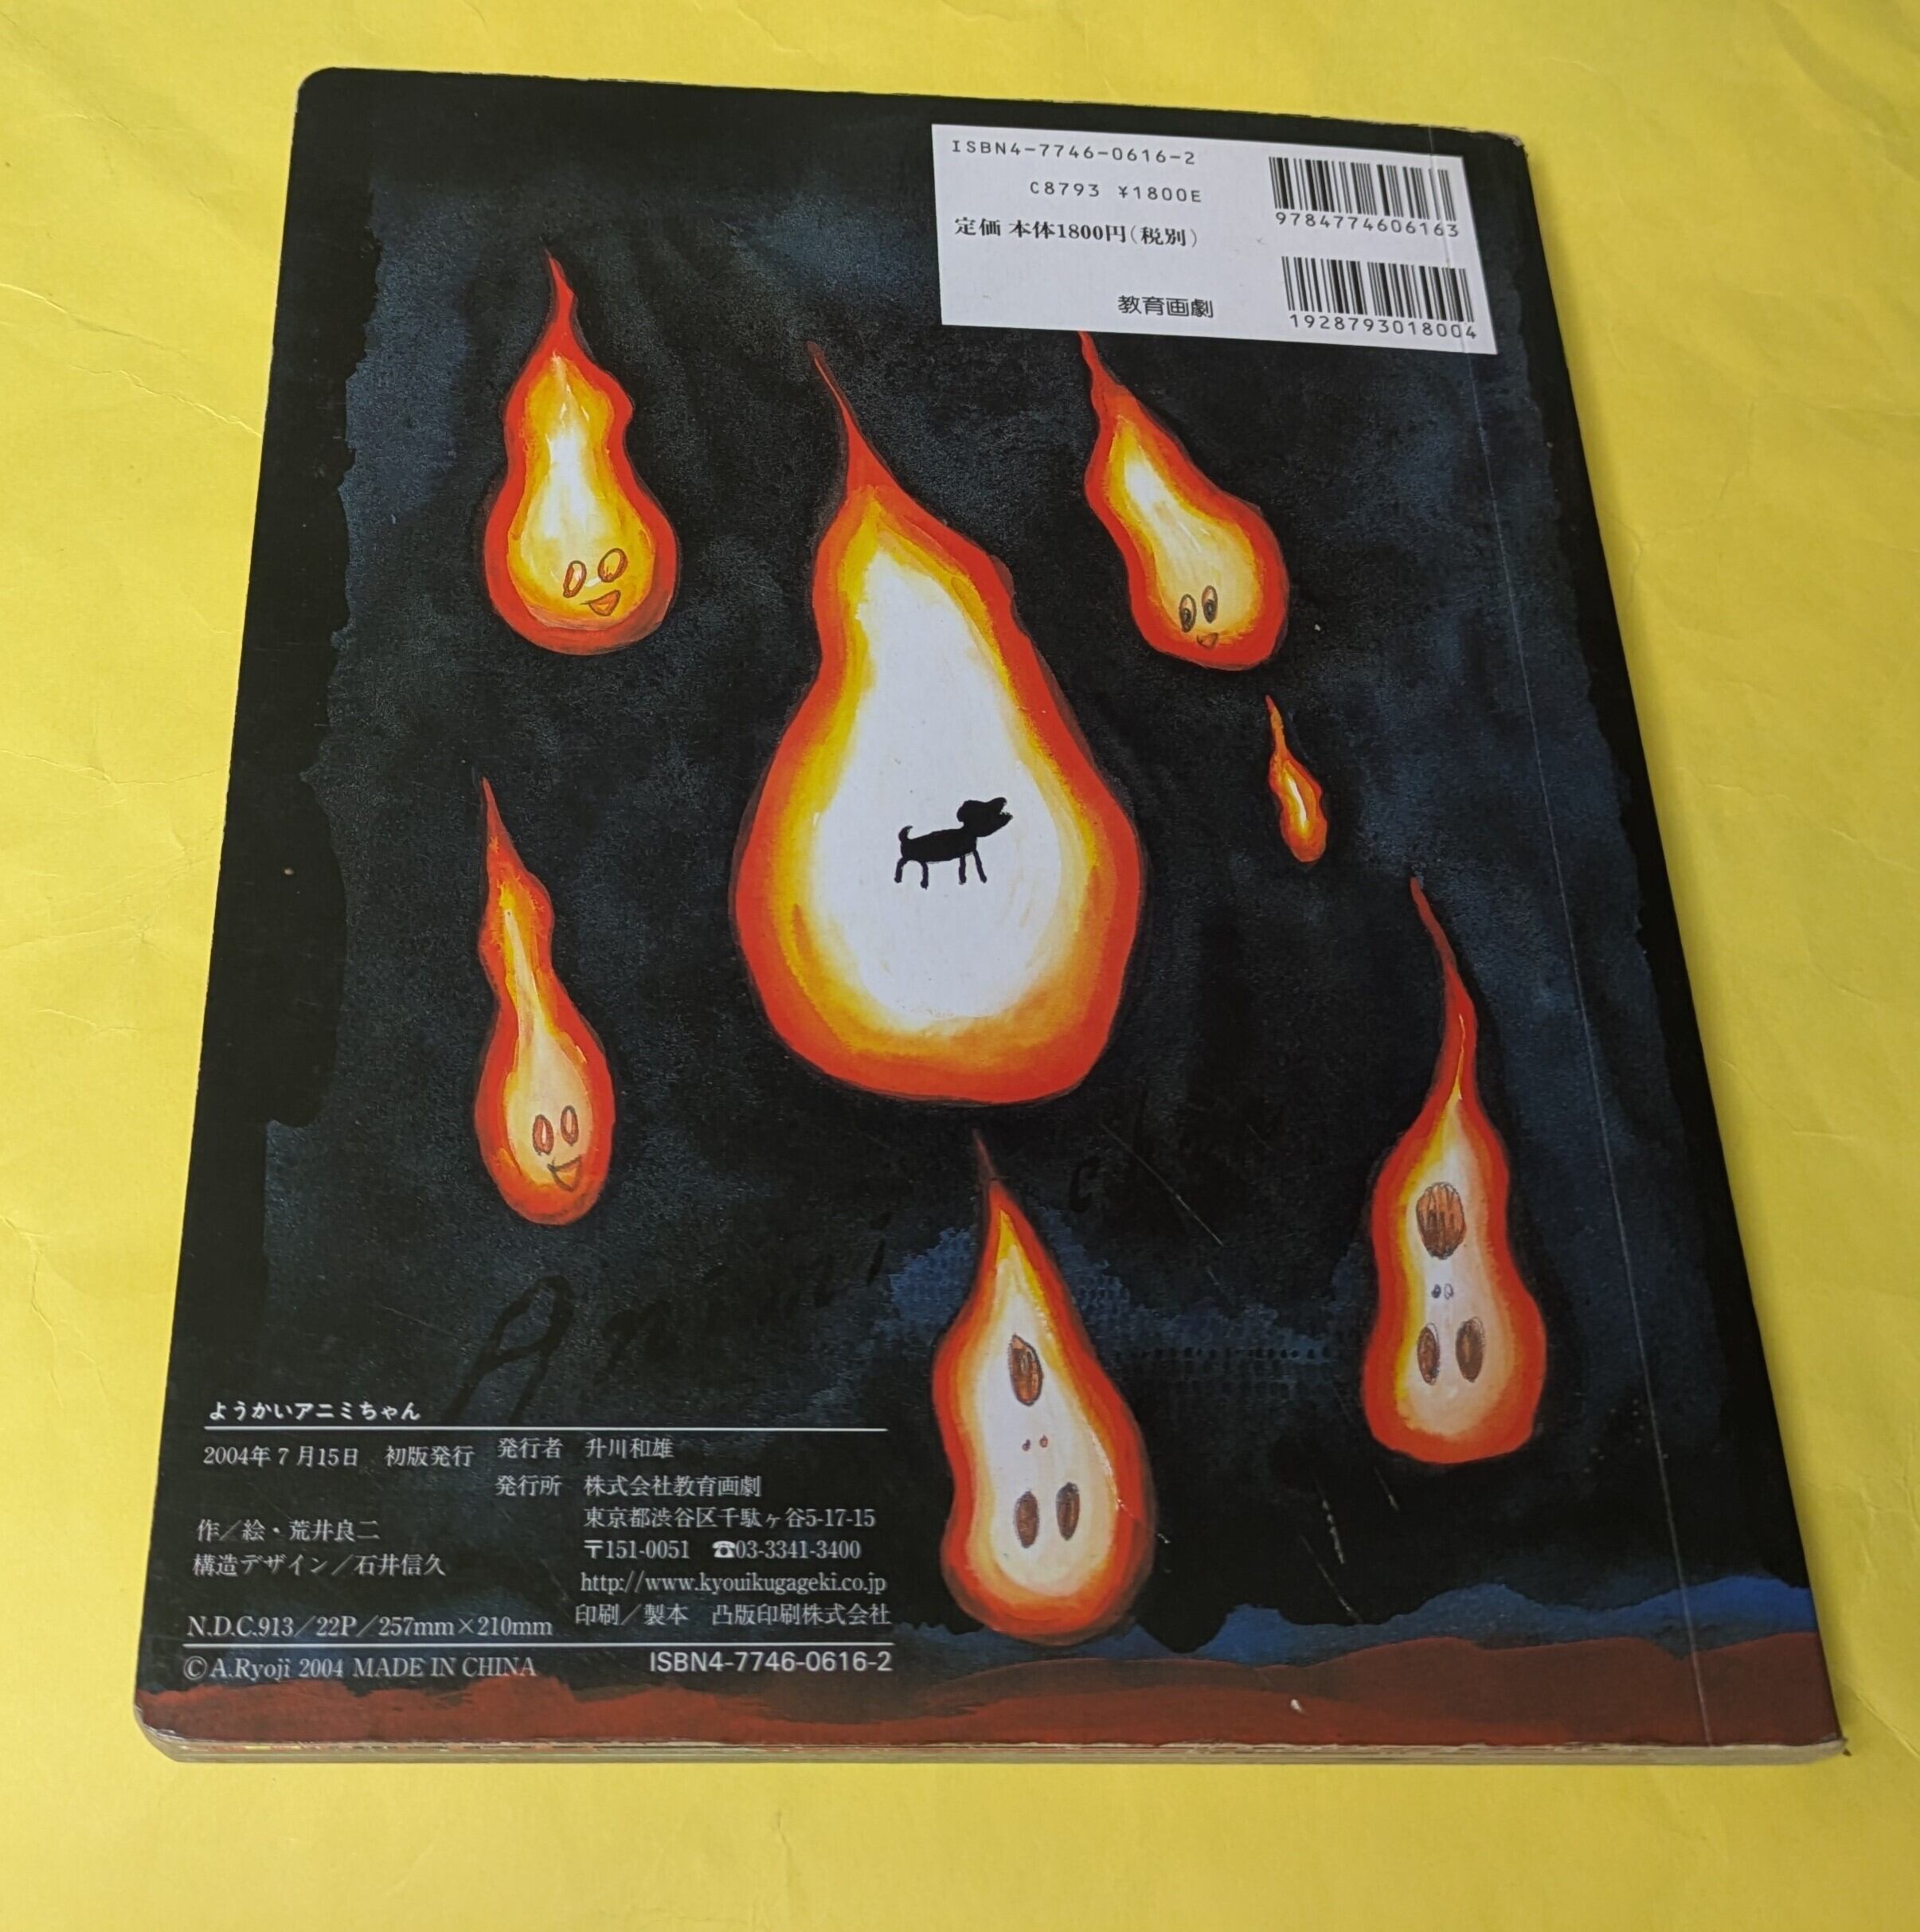 ISBN4-7746-0616-2
C8793 ¥1800E
定価 本体1800円(税別)
教育画劇
9784774606163
1928793018004
Animi ch
ようかいアニミちゃん
2004年7月15日 初版発行
作/絵・荒井良二
構造デザイン/石井信久
N.D.C.913/22P/257mm×210mm
発行者 升川和雄
発行所 株式会社教育画劇
東京都渋谷区千駄ヶ谷5-17-15
〒151-0051 ☎03-3341-3400
http://www.kyouikugageki.co.jp
印刷/製本 凸版印刷株式会社
©A.Ryoji 2004 MADE IN CHINA
ISBN4-7746-0616-2